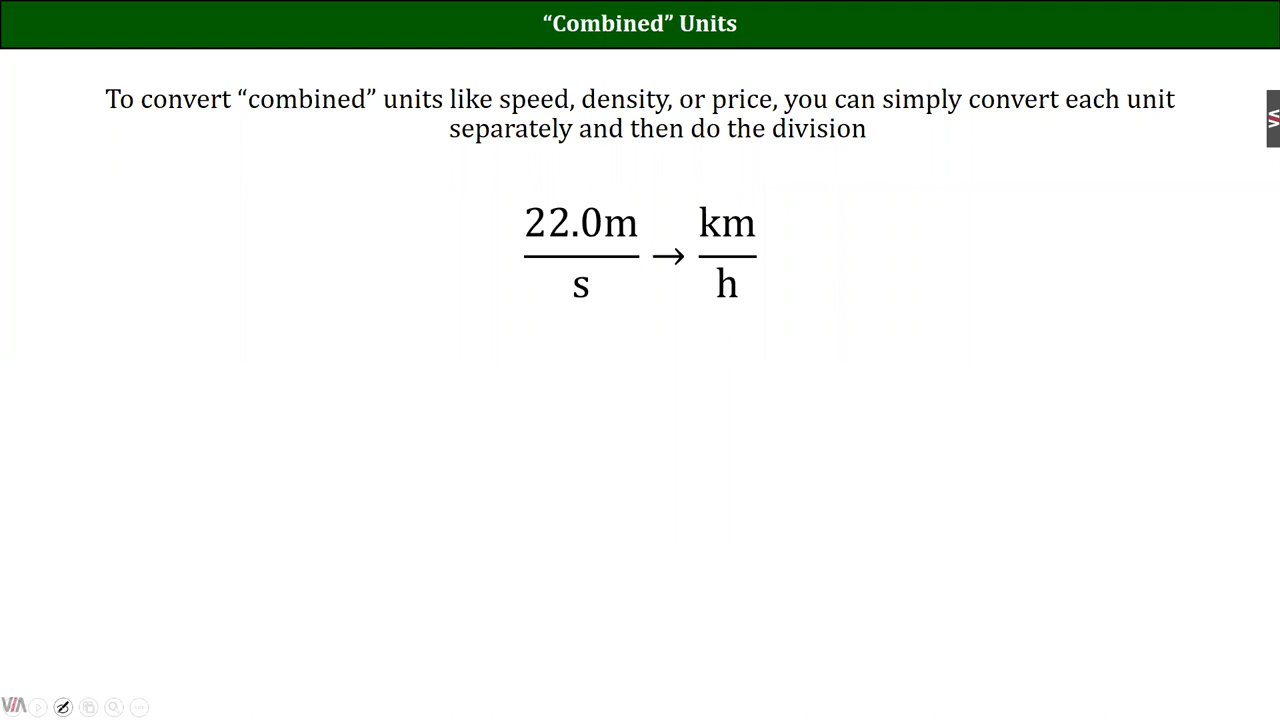 “Combined” Units
To convert “combined” units like speed, density, or price, you can simply convert each unit
separately and then do the division
22.0m
s
→
km
h
VIA